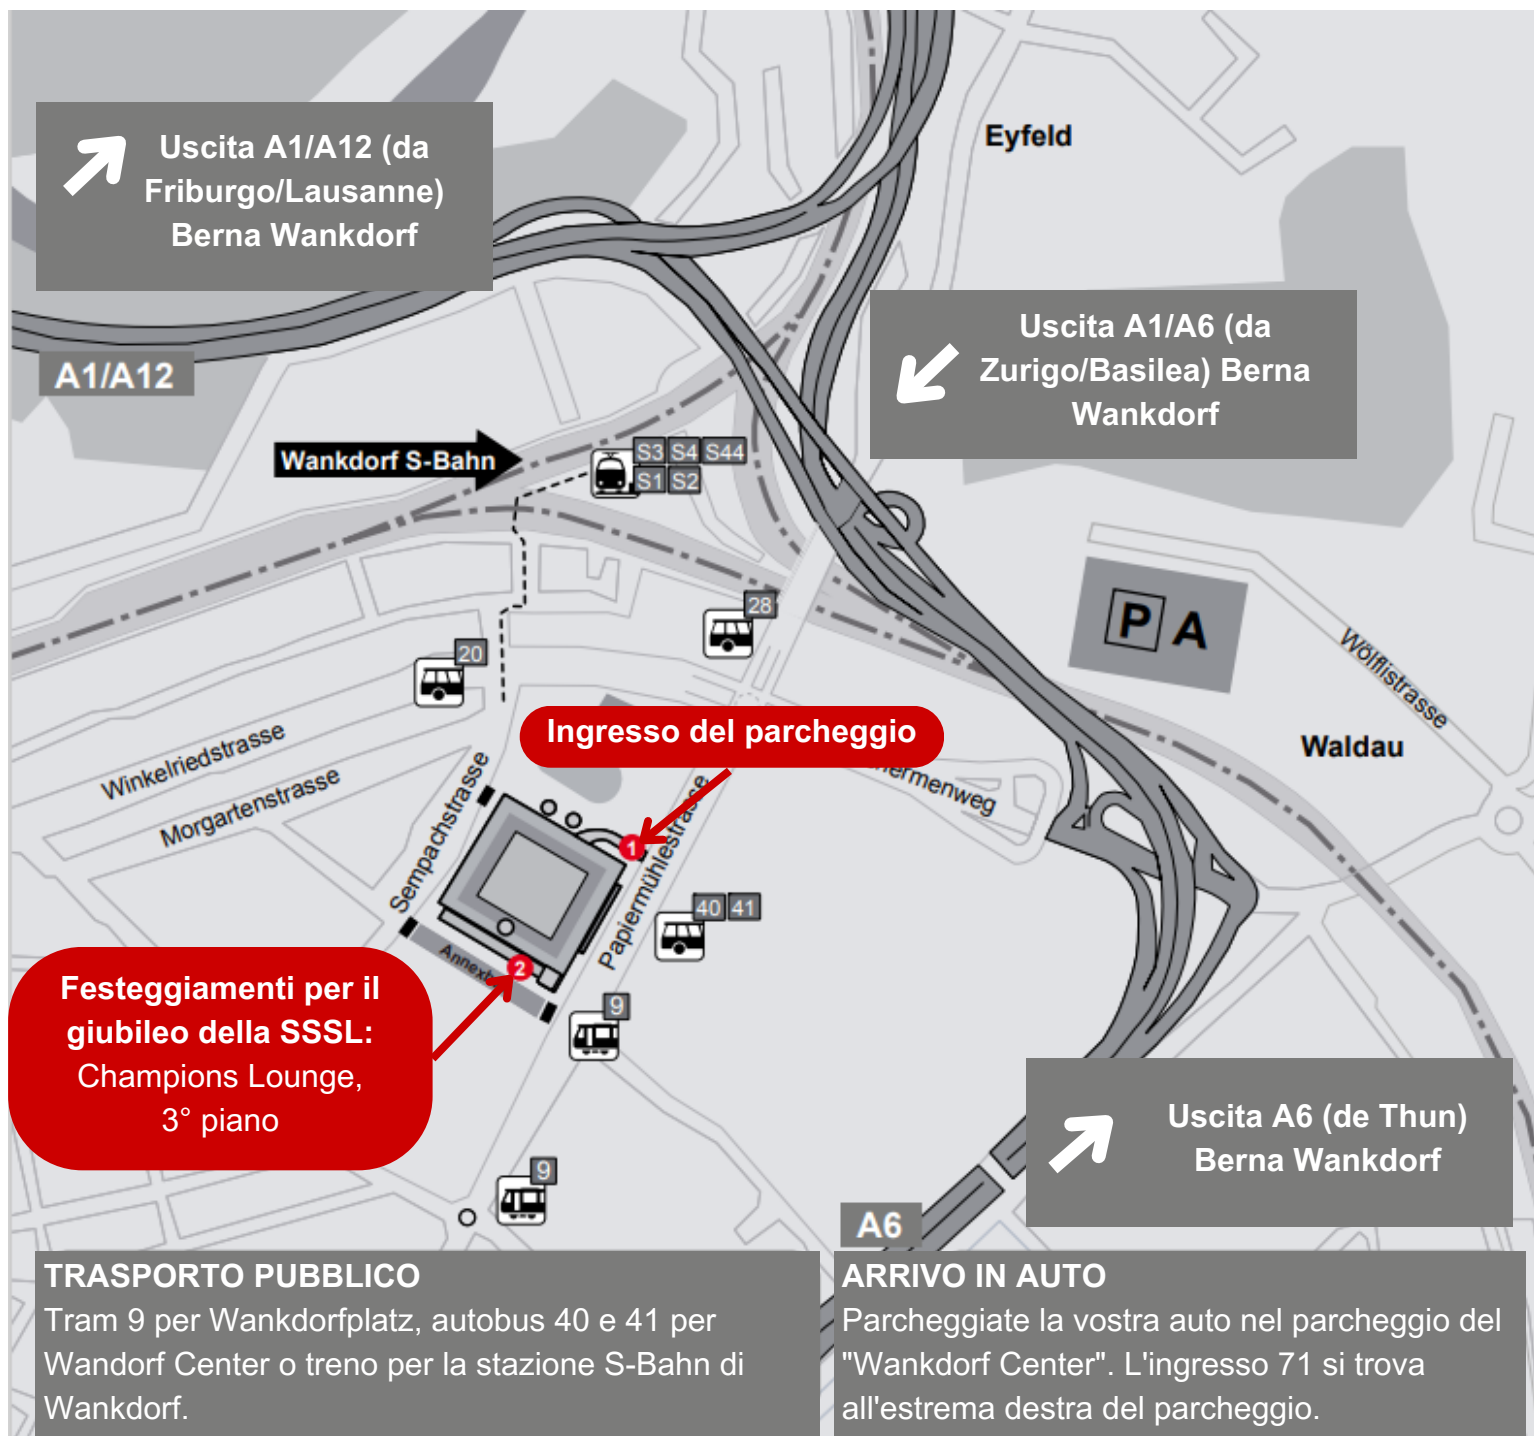 Uscita A1/A12 (da
Friburgo/Lausanne)
Berna Wankdorf
Eyfeld
Uscita A1/A6 (da
Zurigo/Basilea) Berna
Wankdorf
A1/A12
Wankdorf S-Bahn
S3 S4 S44
S1 S2
28
20
P A
Wölflistrasse
Waldau
Ingresso del parcheggio
Winkelriedstrasse
Morgartenstrasse
Sempachstrasse
Papiermühlestrasse
1
40 41
2
9
Festeggiamenti per il
giubileo della SSSL:
Champions Lounge,
3° piano
Uscita A6 (de Thun)
Berna Wankdorf
9
A6
TRASPORTO PUBBLICO
Tram 9 per Wankdorfplatz, autobus 40 e 41 per
Wandorf Center o treno per la stazione S-Bahn di
Wankdorf.
ARRIVO IN AUTO
Parcheggiate la vostra auto nel parcheggio del
"Wankdorf Center". L'ingresso 71 si trova
all'estrema destra del parcheggio.